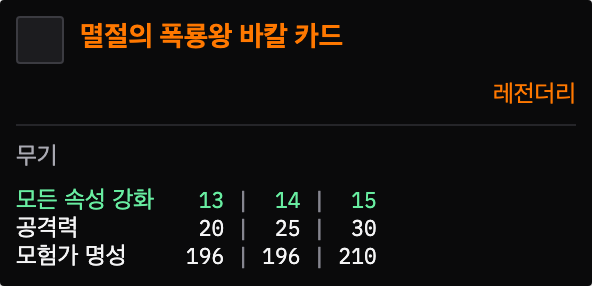 멸절의 폭룡왕 바칼 카드
레전더리
무기
모든 속성 강화 13 | 14 | 15
공격력 20 | 25 | 30
모험가 명성 196 | 196 | 210